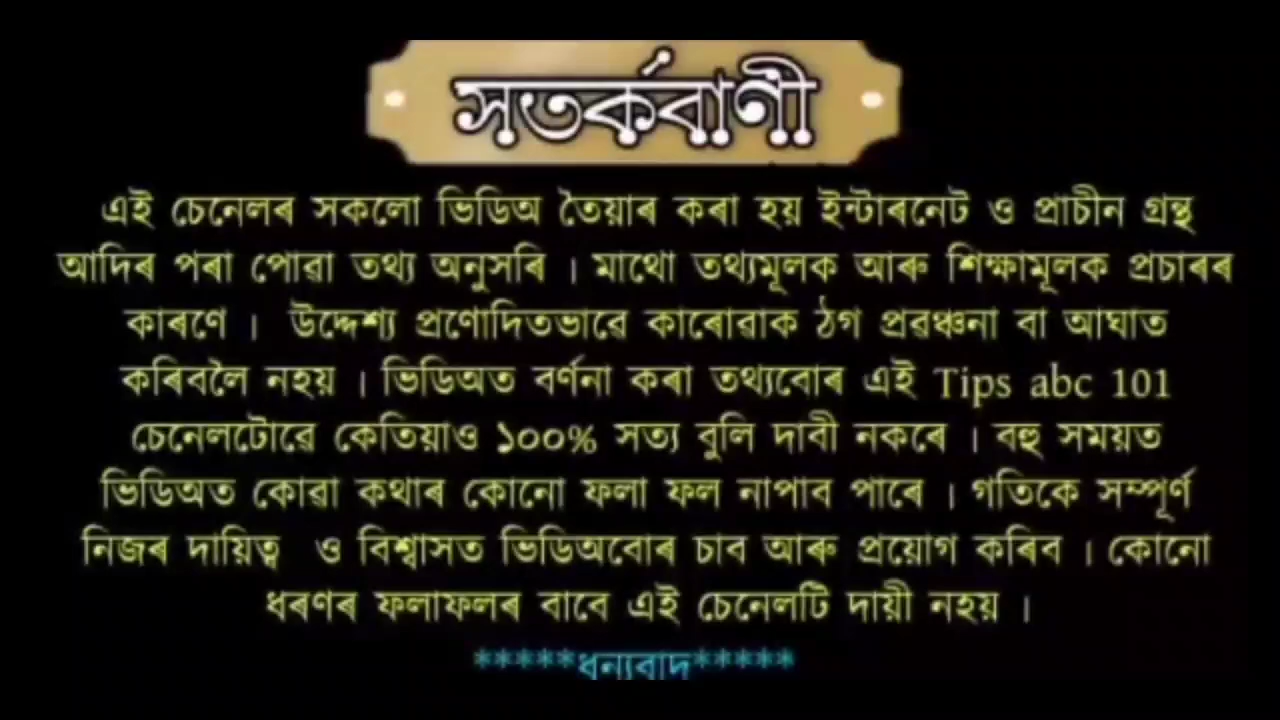 সতৰ্কবাণী
এই চেনেলৰ সকলো ভিডিঅ তৈয়াৰ কৰা হয় ইন্টাৰনেট ও প্ৰাচীন গ্ৰন্থ
আদিৰ পৰা পোৱা তথ্য অনুসৰি । মাথো তথ্যমূলক আৰু শিক্ষামূলক প্ৰচাৰৰ
কাৰণে । উদ্দেশ্য প্ৰণোদিতভাৱে কাৰোৱাক ঠগ প্ৰৱঞ্চনা বা আঘাত
কৰিবলৈ নহয় । ভিডিঅত বৰ্ণনা কৰা তথ্যবোৰ এই Tips abc 101
চেনেলটোৱে কেতিয়াও ১০০% সত্য বুলি দাবী নকৰে । বহু সময়ত
ভিডিঅত কোৱা কথাৰ কোনো ফলা ফল নাপাব পাৰে । গতিকে সম্পূৰ্ণ
নিজৰ দায়িত্ব ও বিশ্বাসত ভিডিঅবোৰ চাব আৰু প্ৰয়োগ কৰিব । কোনো
ধৰণৰ ফলাফলৰ বাবে এই চেনেলটি দায়ী নহয় ।
*****ধন্যবাদ*****